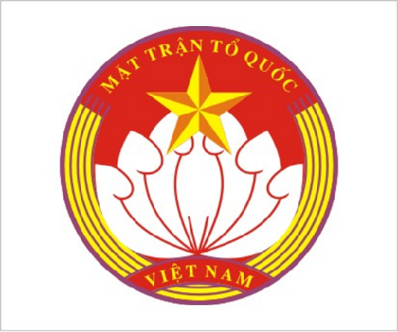 MẶT TRẬN TỔ QUỐC
VIỆT NAM